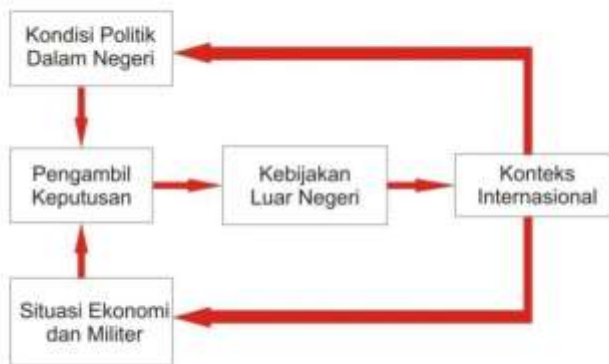 Kondisi Politik
Dalam Negeri
Pengambil
Keputusan
Kebijakan
Luar Negeri
Konteks
Internasional
Situasi Ekonomi
dan Militer